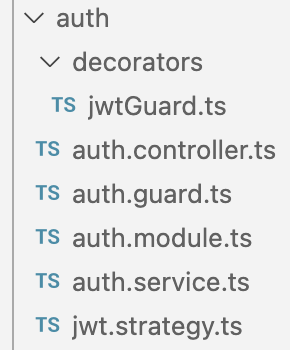 auth
decorators
TS jwtGuard.ts
TS auth.controller.ts
TS auth.guard.ts
TS auth.module.ts
TS auth.service.ts
TS jwt.strategy.ts